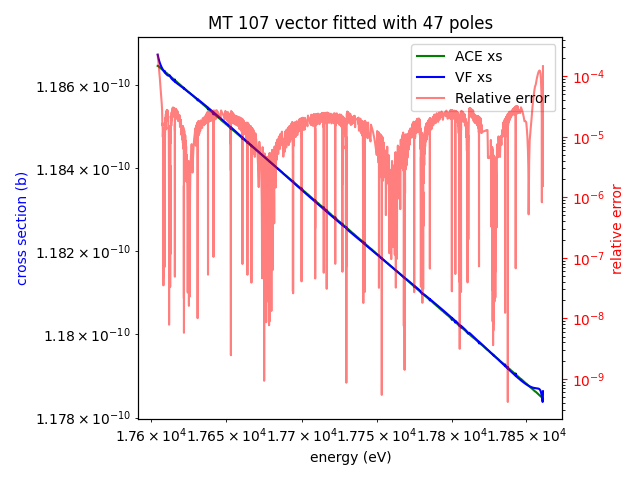 MT 107 vector fitted with 47 poles
ACE xs
VF xs
Relative error
cross section (b)
1.186 × 10⁻¹⁰
1.184 × 10⁻¹⁰
1.182 × 10⁻¹⁰
1.18 × 10⁻¹⁰
1.178 × 10⁻¹⁰
10⁻⁴
10⁻⁵
10⁻⁶
10⁻⁷
10⁻⁸
10⁻⁹
relative error
1.76 × 10⁴ 1.765 × 10⁴ 1.77 × 10⁴ 1.775 × 10⁴ 1.78 × 10⁴ 1.785 × 10⁴
energy (eV)